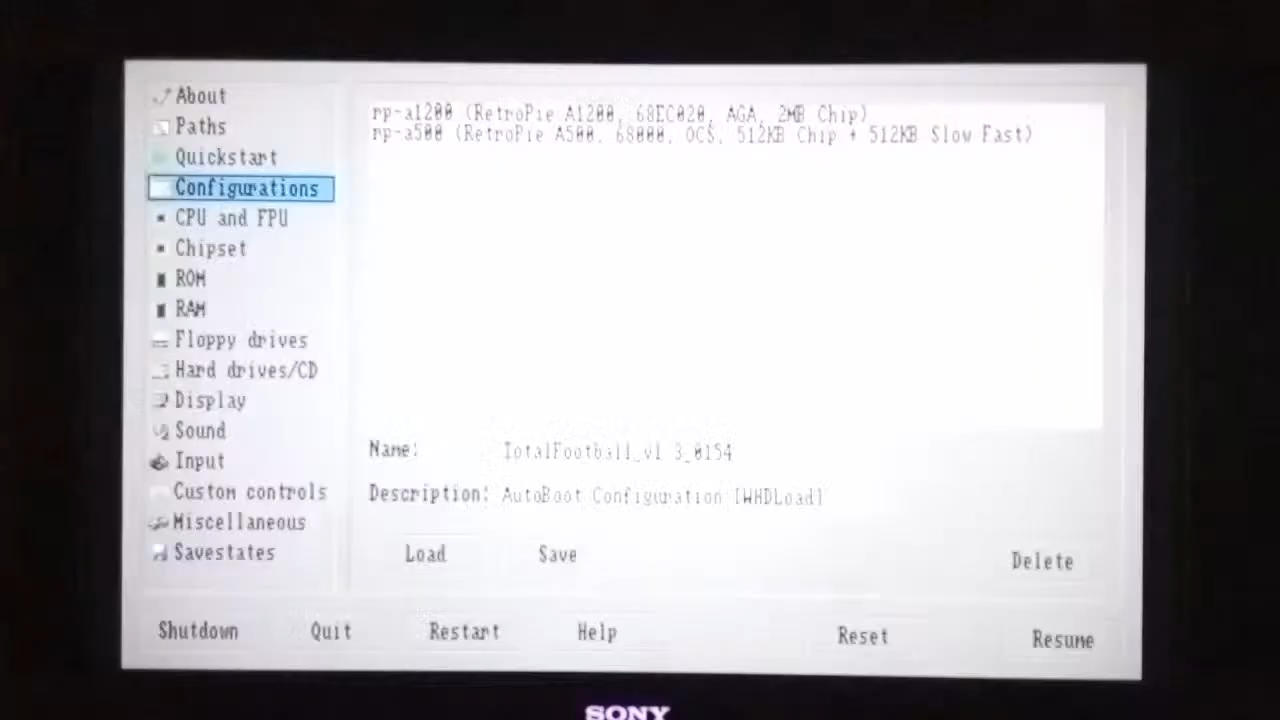 About
Paths
Quickstart
Configurations
CPU and FPU
Chipset
ROM
RAM
Floppy drives
Hard drives/CD
Display
Sound
Input
Custom controls
Miscellaneous
Savestates
rp-a1200 (RetroPie A1200, 68EC020, AGA, 2MB Chip)
rp-a500 (RetroPie A500, 68000, OCS, 512KB Chip + 512KB Slow Fast)
Name: TotalFootball_v1 3_0154
Description: AutoBoot Configuration [WHDLoad]
Load Save Delete
Shutdown Quit Restart Help Reset Resume
SONY